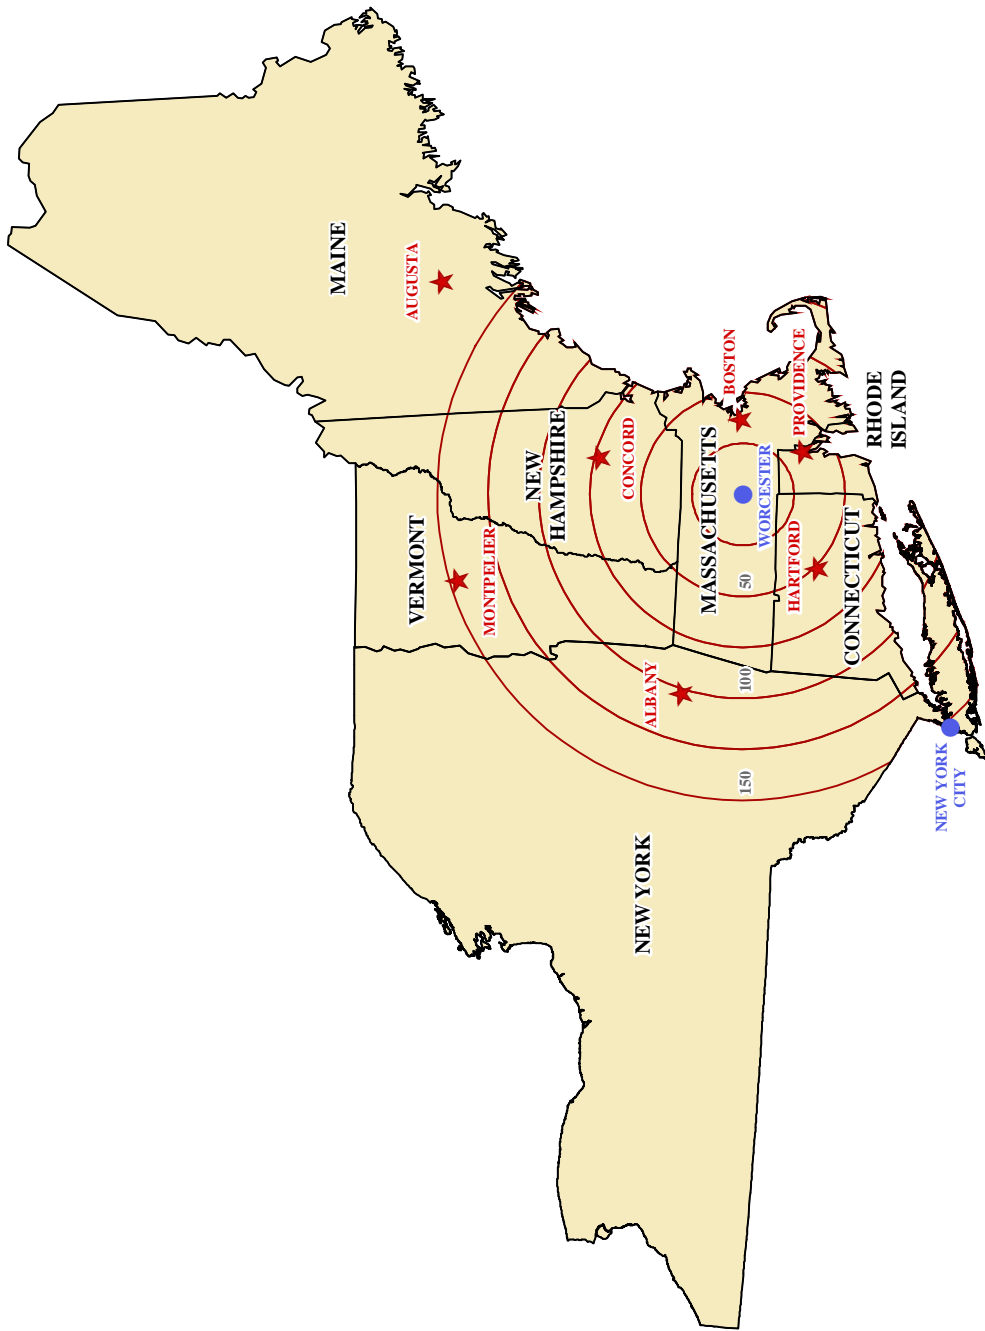 MAINE
AUGUSTA
VERMONT
MONTPELIER
NEW
HAMPSHIRE
CONCORD
NEW YORK
ALBANY
MASSACHUSETTS
BOSTON
150
100
50
WORCESTER
HARTFORD
PROVIDENCE
CONNECTICUT
RHODE
ISLAND
NEW YORK
CITY